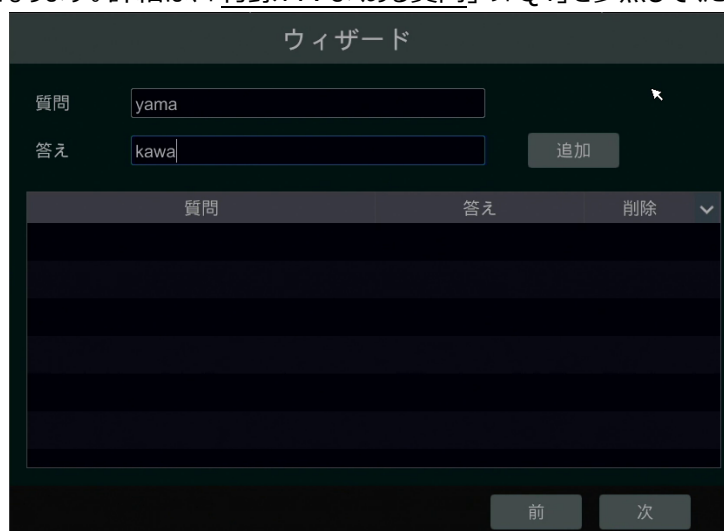 ウィザード
質問 yama
答え kawa 追加
質問 答え 削除
前 次